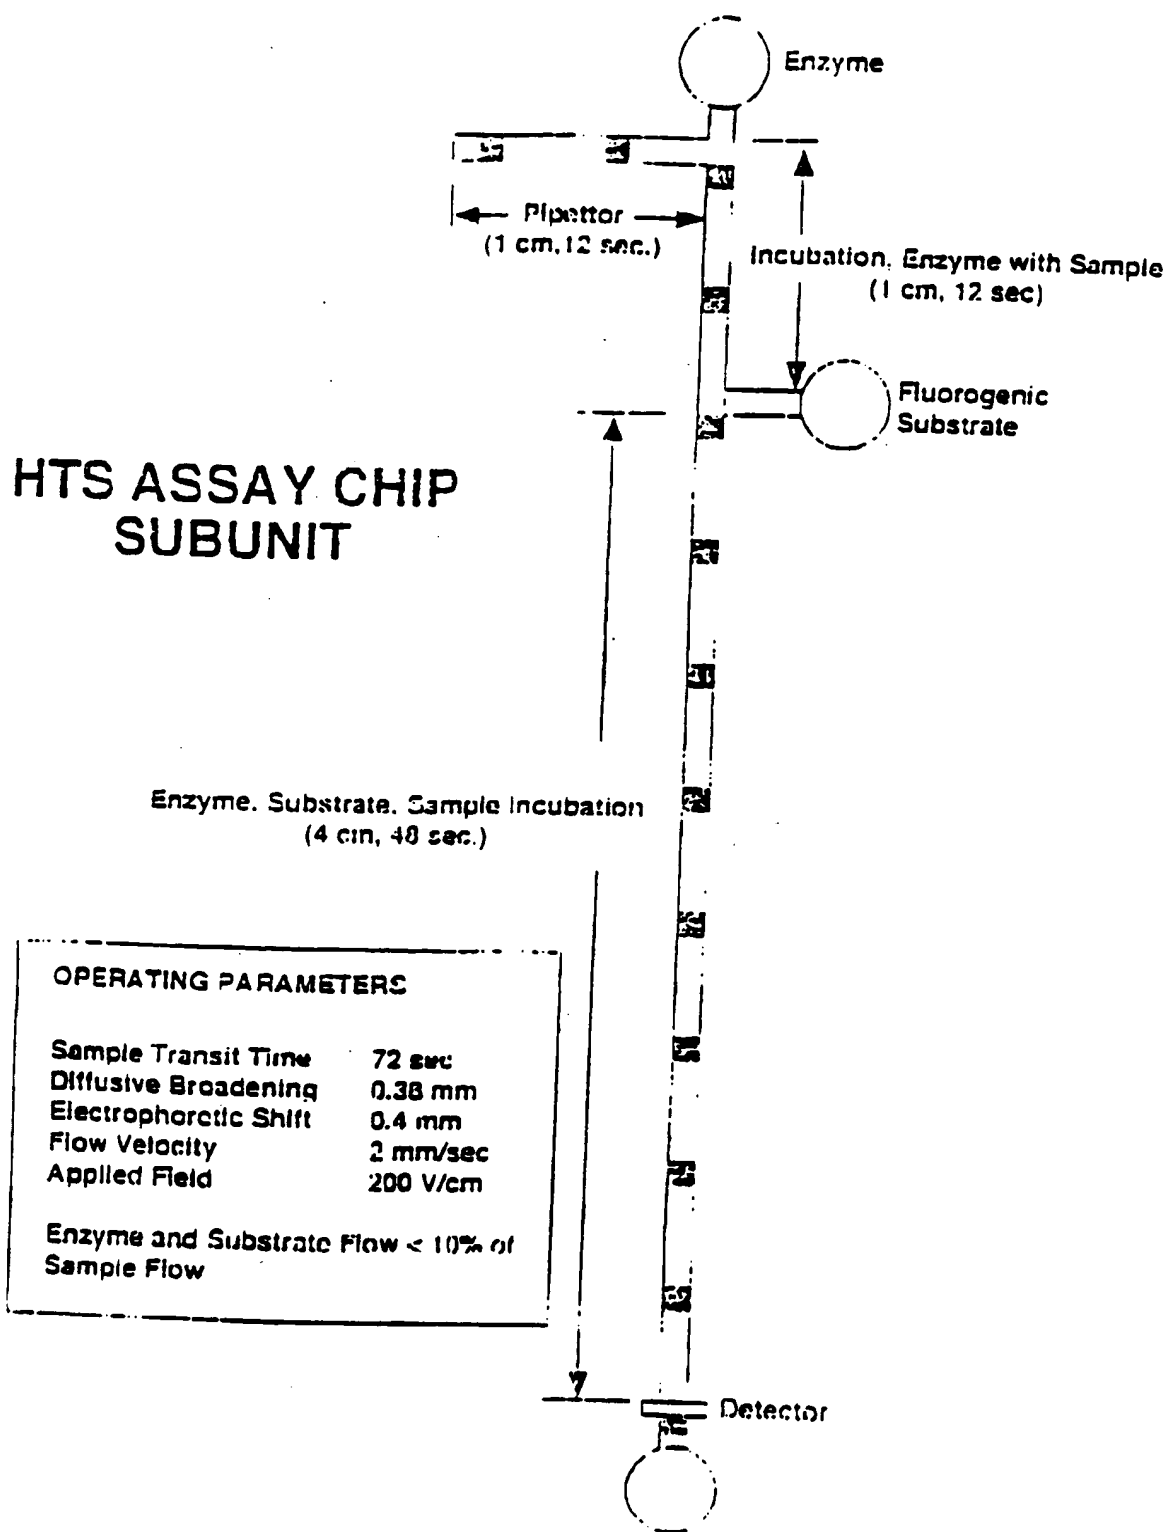 Enzyme
Pipettor
(1 cm, 12 sec.)
Incubation. Enzyme with Sample
(1 cm, 12 sec)
Fluorogenic
Substrate
HTS ASSAY CHIP
SUBUNIT
Enzyme. Substrate. Sample Incubation
(4 cm, 48 sec.)
OPERATING PARAMETERS
Sample Transit Time 72 sec
Diffusive Broadening 0.38 mm
Electrophoretic Shift 0.4 mm
Flow Velocity 2 mm/sec
Applied Field 200 V/cm
Enzyme and Substrate Flow < 10% of
Sample Flow
Detector